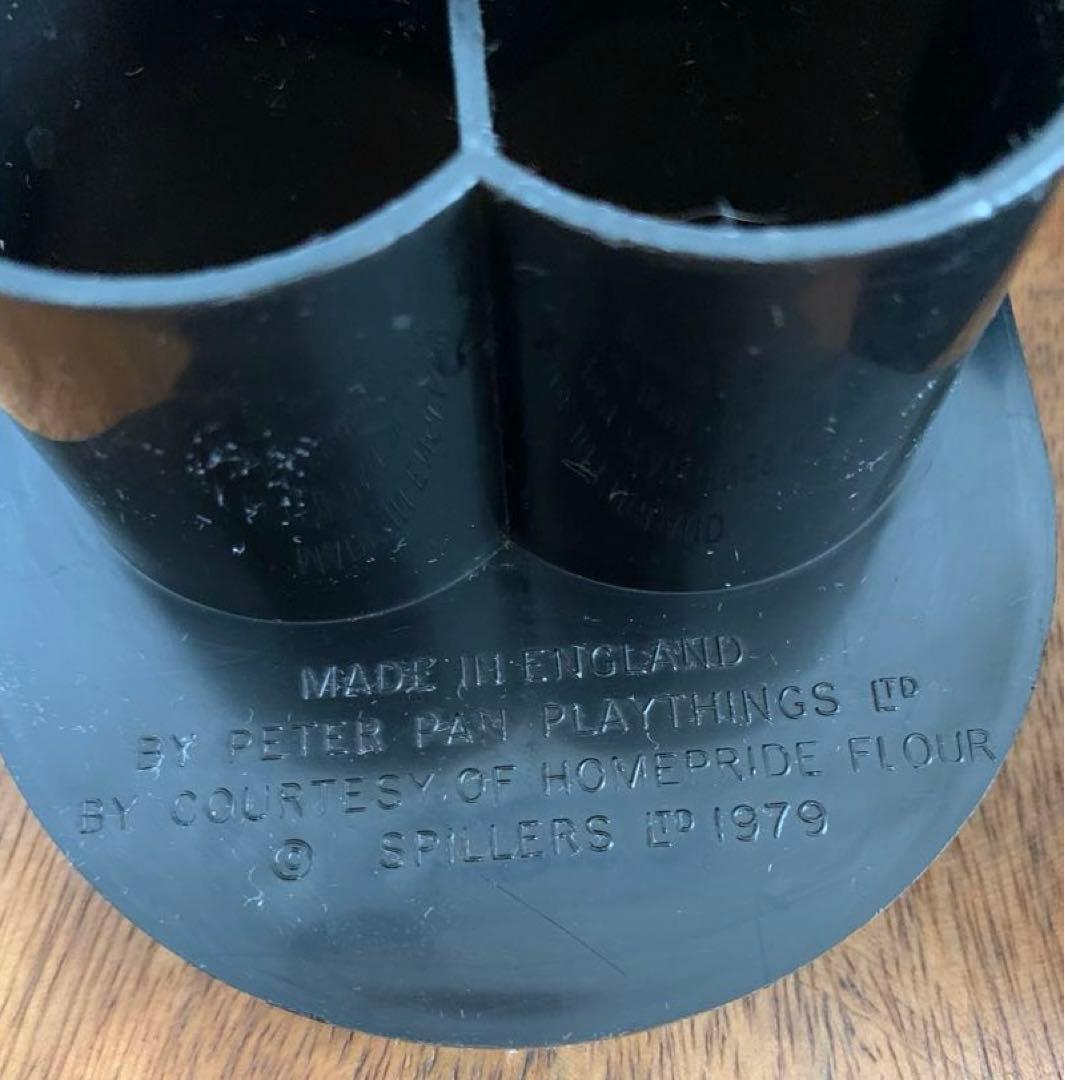 MADE IN ENGLAND
BY PETER PAN PLAYTHINGS LTD
BY COURTESY OF HOMEPRIDE FLOUR
© SPILLERS LTD 1979